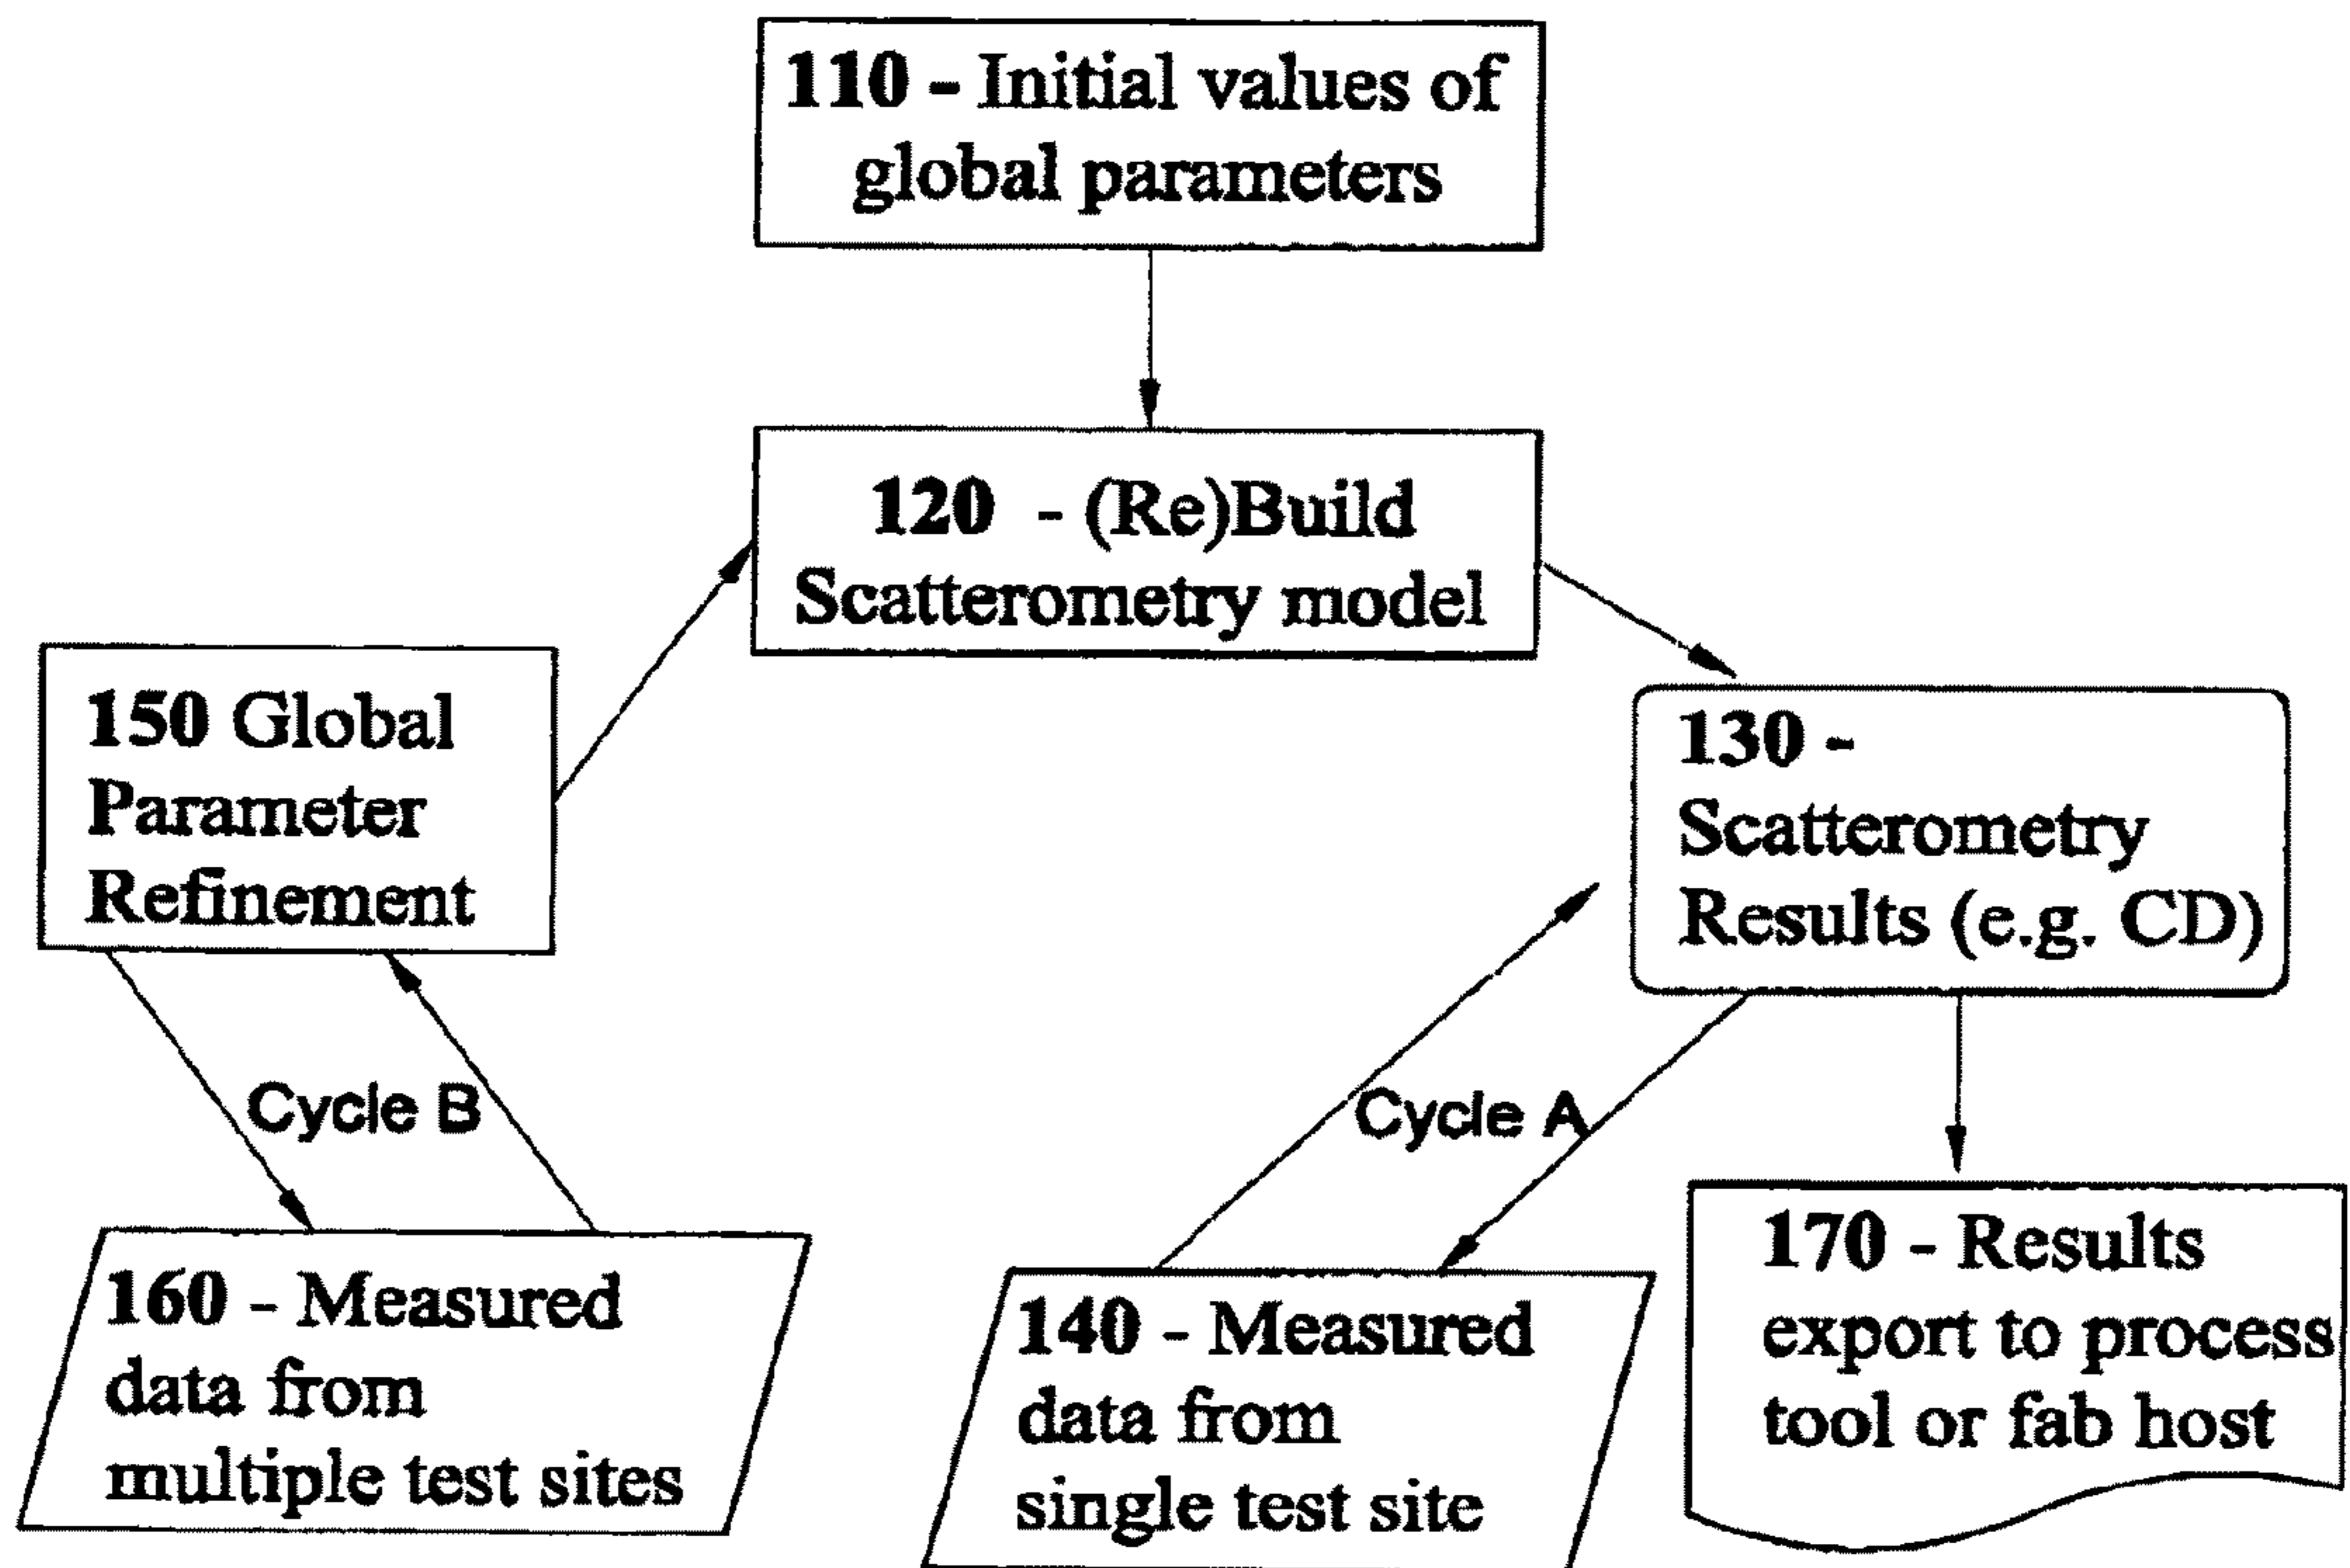 110 - Initial values of
global parameters
120 - (Re)Build
Scatterometry model
150 Global
Parameter
Refinement
130 -
Scatterometry
Results (e.g. CD)
Cycle B
Cycle A
160 - Measured
data from
multiple test sites
140 - Measured
data from
single test site
170 - Results
export to process
tool or fab host